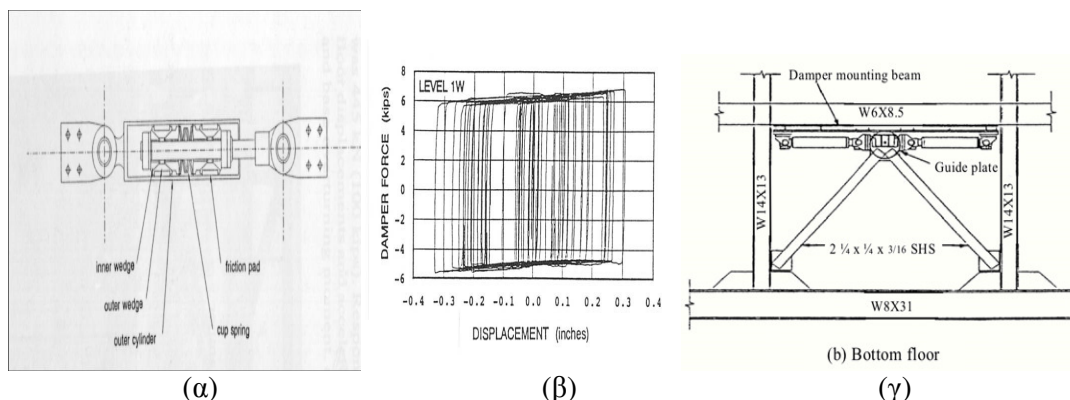 inner wedge
outer wedge
outer cylinder
friction pad
cup spring
(α)
LEVEL 1W
DAMPER FORCE (kips)
8
6
4
2
0
-2
-4
-6
-0.4 -0.3 -0.2 -0.1 0.0 0.1 0.2 0.3 0.4
DISPLACEMENT (inches)
(β)
Damper mounting beam
W6X8.5
Guide plate
W14X13
W14X13
2 ¼ x ¼ x 3/16 SHS
W8X31
(b) Bottom floor
(γ)